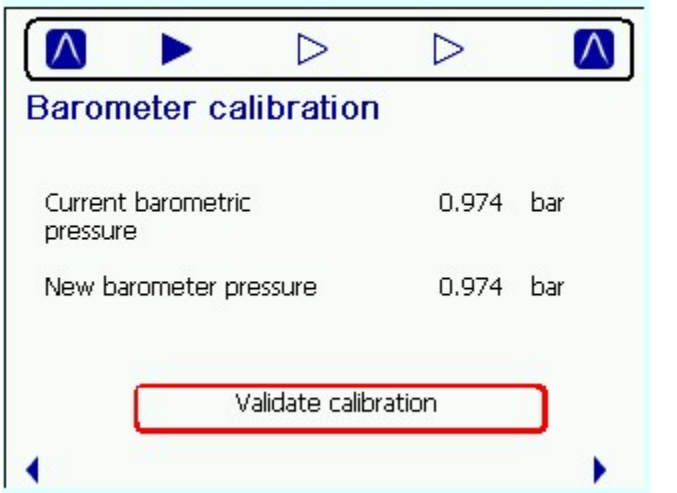 Barometer calibration
Current barometric 0.974 bar
pressure
New barometer pressure 0.974 bar
Validate calibration